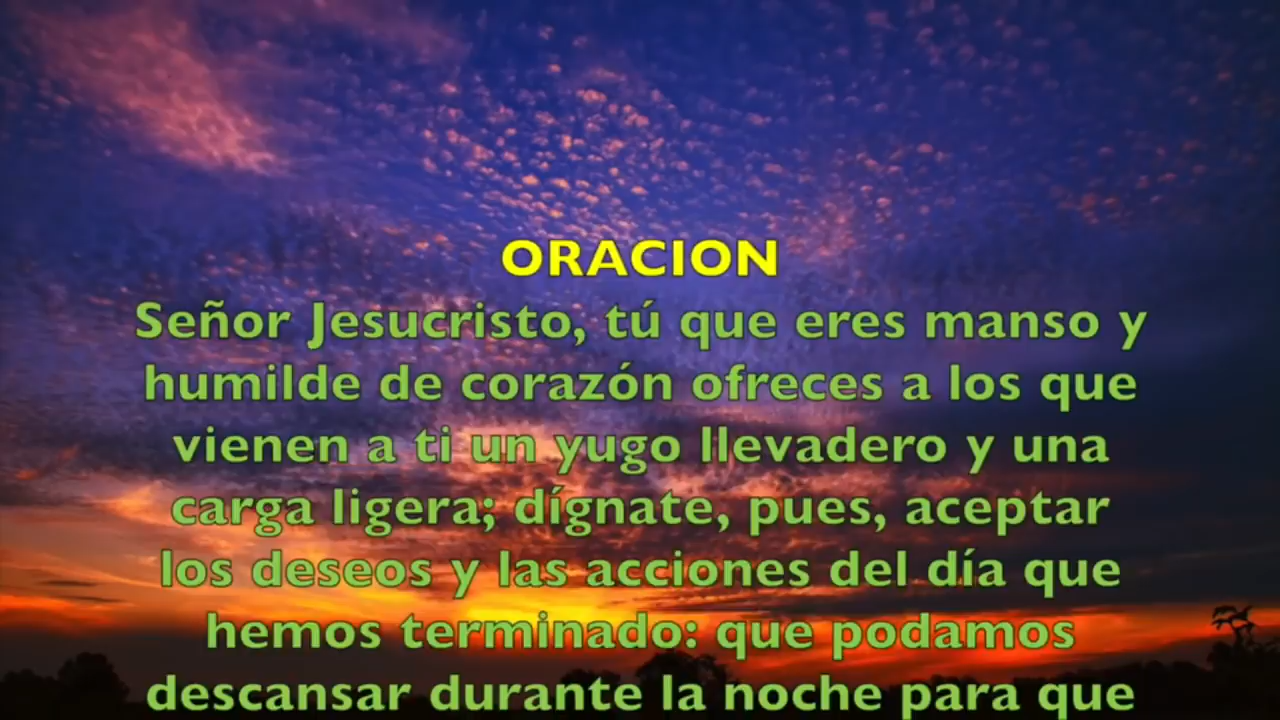 ORACION
Señor Jesucristo, tú que eres manso y
humilde de corazón ofreces a los que
vienen a ti un yugo llevadero y una
carga ligera; dígnate, pues, aceptar
los deseos y las acciones del día que
hemos terminado: que podamos
descansar durante la noche para que